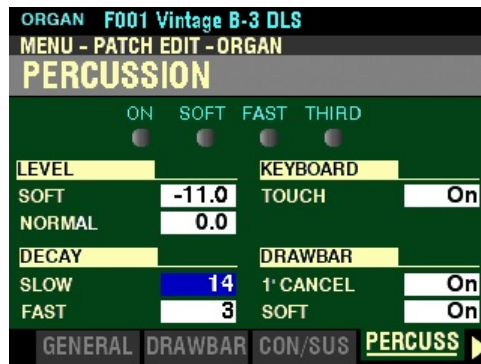 ORGAN F001 Vintage B-3 DLS
MENU - PATCH EDIT - ORGAN
PERCUSSION
ON SOFT FAST THIRD
LEVEL KEYBOARD
SOFT -11.0 TOUCH On
NORMAL 0.0
DECAY DRAWBAR
SLOW 14 1' CANCEL On
FAST 3 SOFT On
GENERAL DRAWBAR CON/SUS PERCUSS